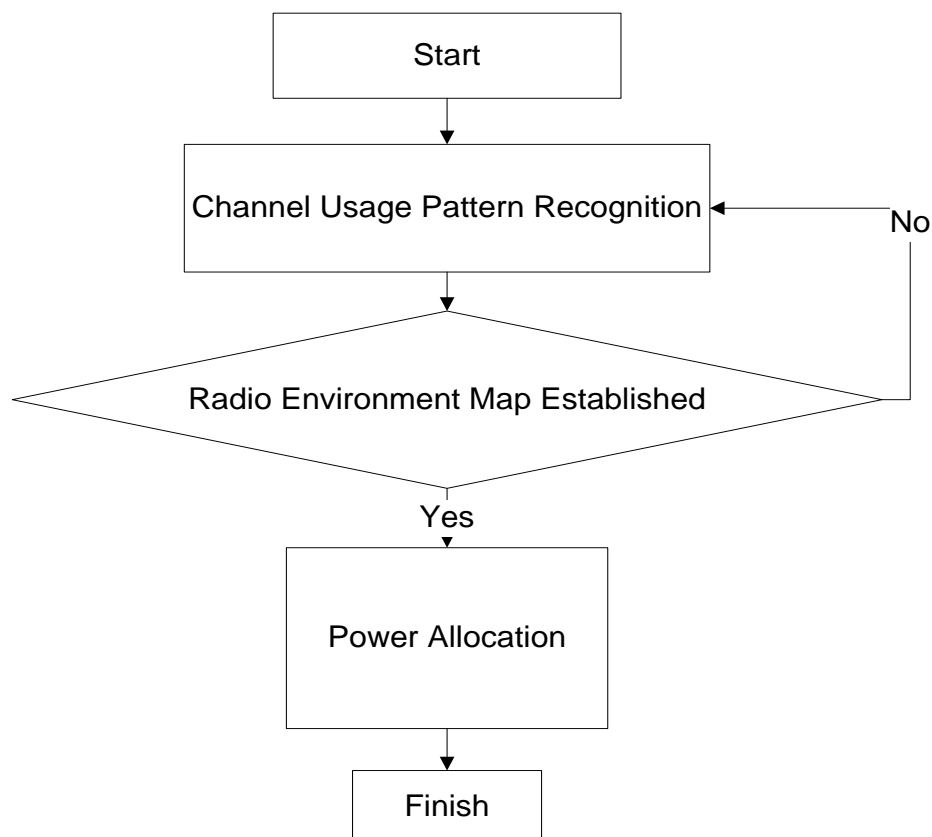 Start
Channel Usage Pattern Recognition
No
Radio Environment Map Established
Yes
Power Allocation
Finish